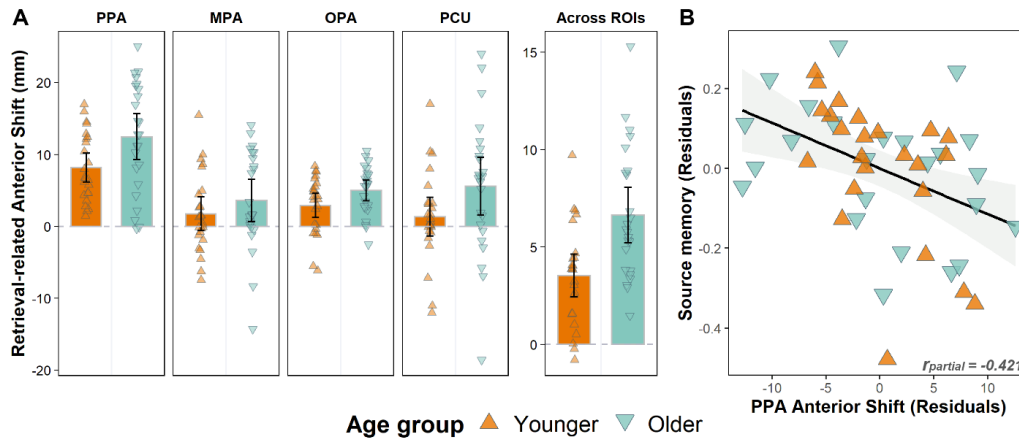 A
PPA MPA OPA PCU Across ROIs
Retrieval-related Anterior Shift (mm)
20
10
0
-10
-20
15
10
5
0
B
Source memory (Residuals)
0.2
0.0
-0.2
-0.4
rpartial = -0.421
-10 -5 0 5 10
PPA Anterior Shift (Residuals)
Age group Younger Older